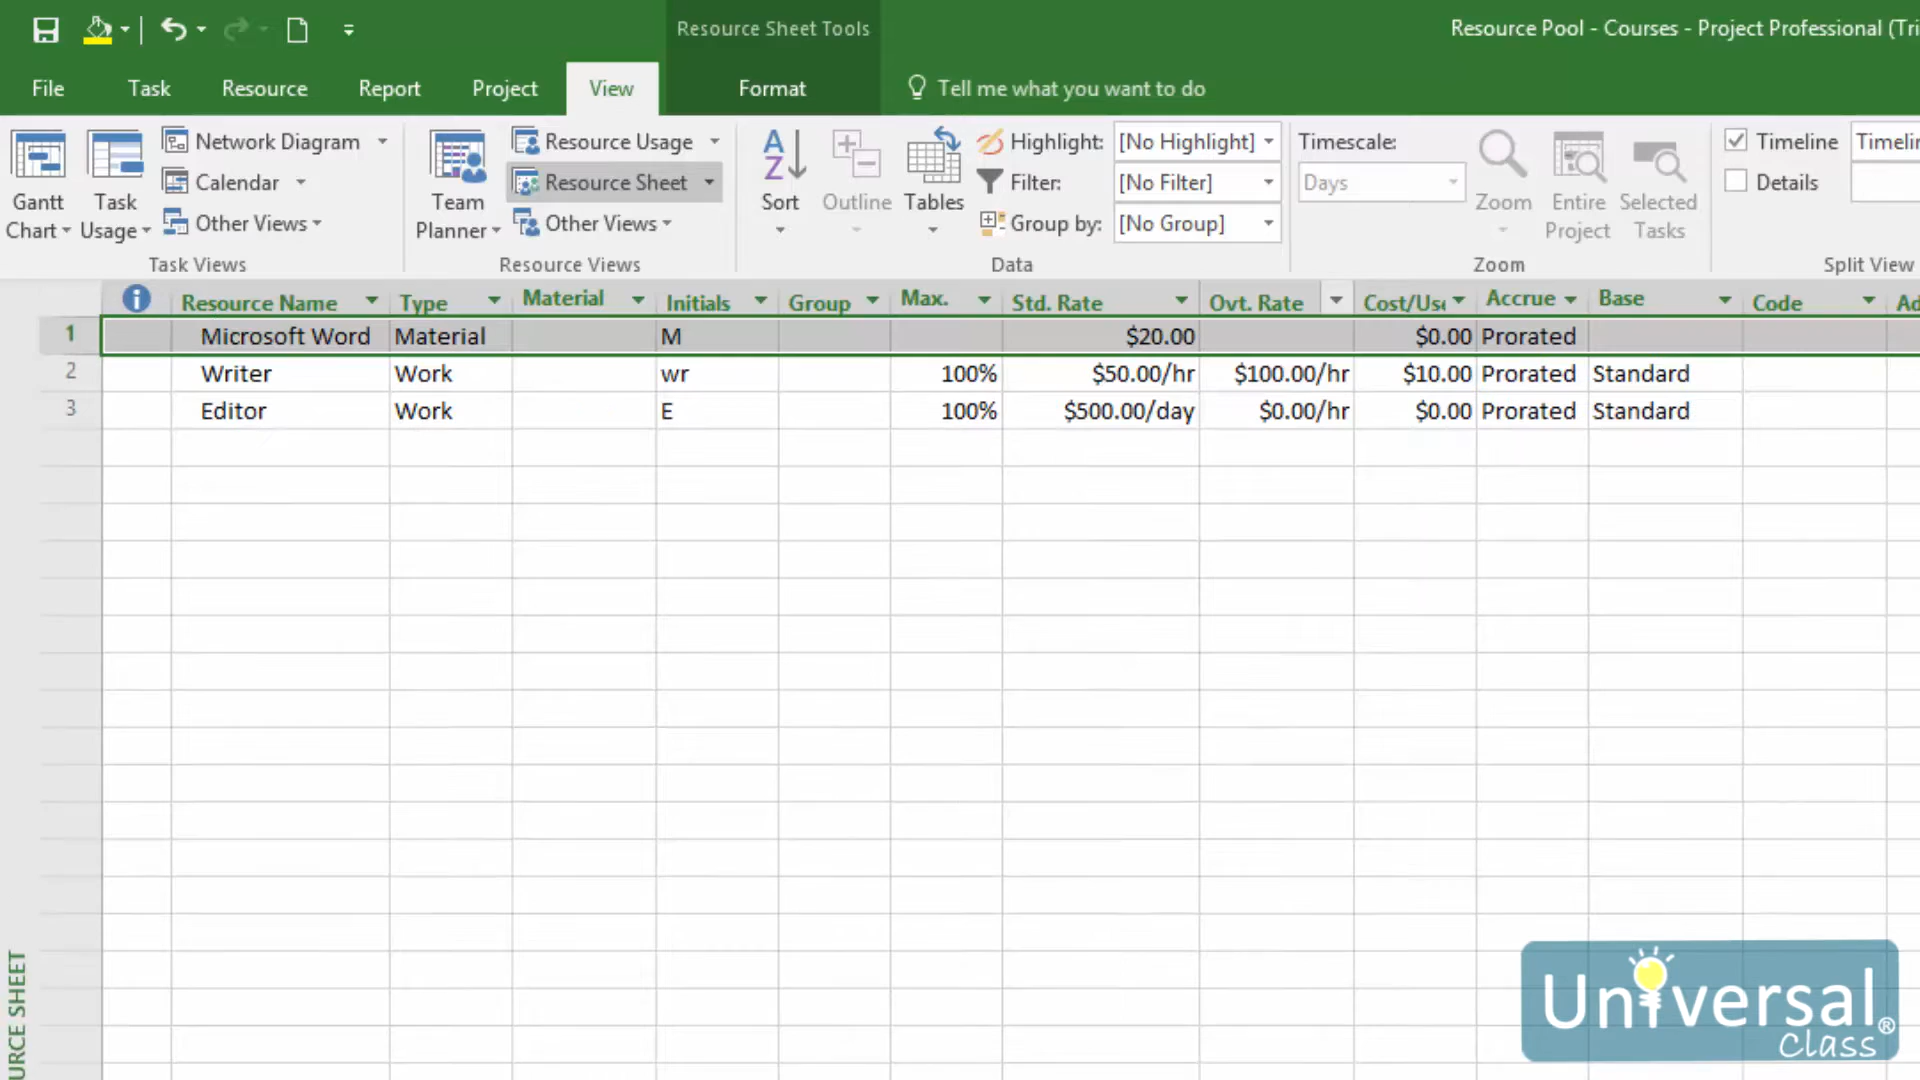 Resource Sheet Tools
Resource Pool - Courses - Project Professional (Tri
File Task Resource Report Project View Format Tell me what you want to do
Network Diagram
Calendar
Other Views
Gantt Chart
Task Usage
Task Views
Team Planner
Resource Usage
Resource Sheet
Other Views
Resource Views
A
Z
Sort
Outline
Tables
Highlight: [No Highlight]
Filter: [No Filter]
Group by: [No Group]
Data
Timescale:
Days
Zoom
Entire Project
Selected Tasks
Zoom
Timeline Timelin
Details
Split View
i Resource Name Type Material Initials Group Max. Std. Rate Ovt. Rate Cost/Use Accrue Base Code Ad
1 Microsoft Word Material M $20.00 $0.00 Prorated
2 Writer Work wr 100% $50.00/hr $100.00/hr $10.00 Prorated Standard
3 Editor Work E 100% $500.00/day $0.00/hr $0.00 Prorated Standard
URCE SHEET
Universal
Class
®